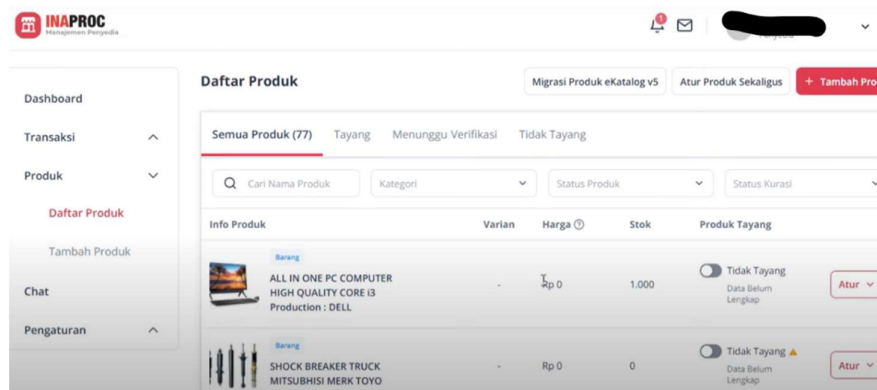 INAPROC
Manajemen Penyedia
1
Dashboard
Transaksi
Produk
Daftar Produk
Tambah Produk
Chat
Pengaturan
Daftar Produk
Migrasi Produk eKatalog v5
Atur Produk Sekaligus
+ Tambah Pro
Semua Produk (77) Tayang Menunggu Verifikasi Tidak Tayang
Cari Nama Produk Kategori Status Produk Status Kurasi
Info Produk Varian Harga Stok Produk Tayang
Barang
ALL IN ONE PC COMPUTER
HIGH QUALITY CORE i3
Production : DELL
- Rp 0 1.000
Tidak Tayang
Data Belum
Lengkap
Atur
Barang
SHOCK BREAKER TRUCK
MITSUBHISI MERK TOYO
- Rp 0 0
Tidak Tayang
Data Belum
Lengkap
Atur